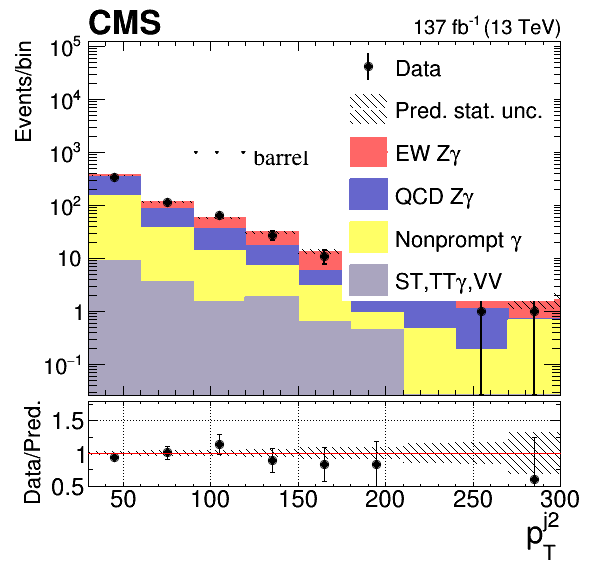 CMS 137 fb⁻¹ (13 TeV)
Events/bin
10⁵
10⁴
10³
10²
10
1
10⁻¹
Data
Pred. stat. unc.
EW Zγ
QCD Zγ
Nonprompt γ
ST,TTγ,VV
barrel
Data/Pred.
1.5
1
0.5
50 100 150 200 250 300
p_T^{j2}